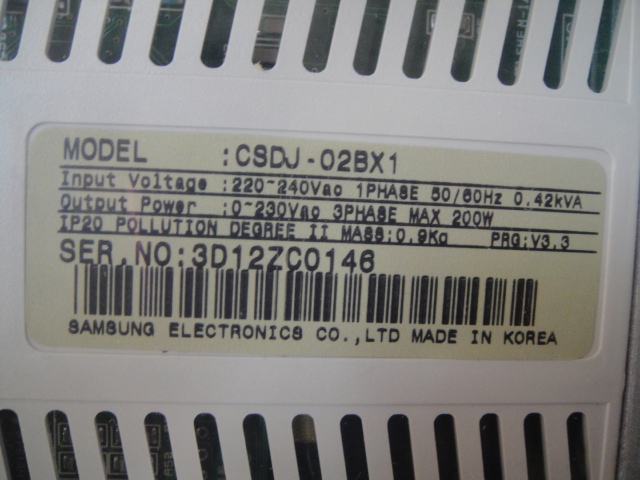 MODEL :CSDJ-02BX1
Input Voltage :220~240Vac 1PHASE 50/60Hz 0.42kVA
Output Power :0~230Vac 3PHASE MAX 200W
IP20 POLLUTION DEGREE II MASS:0.9Kg PRG:V3.3
SER.NO:3D12ZC0146
SAMSUNG ELECTRONICS CO.,LTD MADE IN KOREA